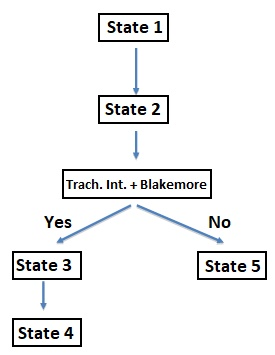 State 1
State 2
Trach. Int. + Blakemore
Yes
No
State 3
State 5
State 4